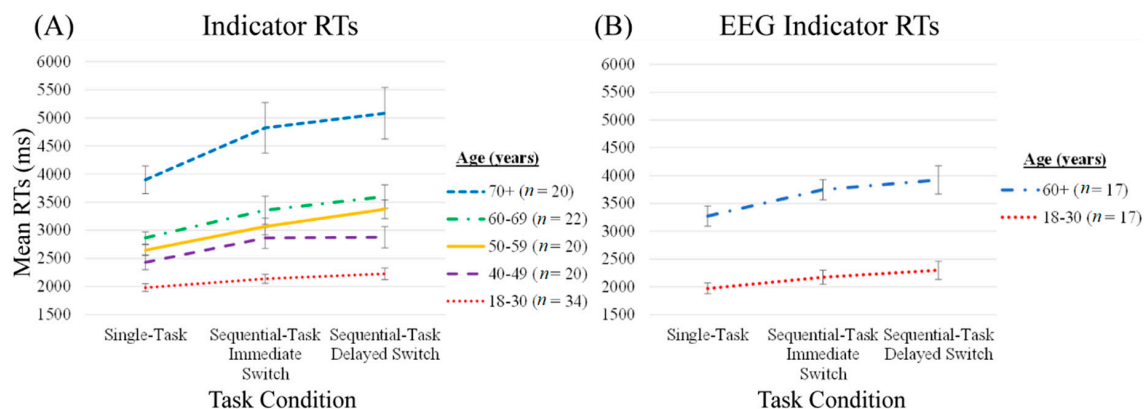 (A)
Indicator RTs
Mean RTs (ms)
6000
5500
5000
4500
4000
3500
3000
2500
2000
1500
Single-Task
Sequential-Task
Immediate
Switch
Sequential-Task
Delayed Switch
Task Condition
Age (years)
70+ (n = 20)
60-69 (n = 22)
50-59 (n = 20)
40-49 (n = 20)
18-30 (n = 34)
(B)
EEG Indicator RTs
6000
5500
5000
4500
4000
3500
3000
2500
2000
1500
Single-Task
Sequential-Task
Immediate
Switch
Sequential-Task
Delayed Switch
Task Condition
Age (years)
60+ (n = 17)
18-30 (n = 17)